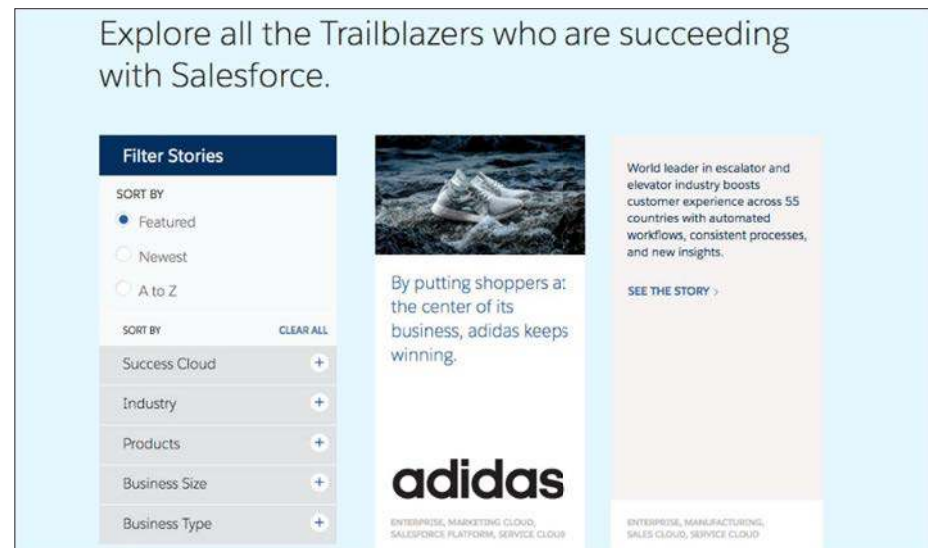 Explore all the Trailblazers who are succeeding
with Salesforce.
Filter Stories
SORT BY
Featured
Newest
A to Z
SORT BY CLEAR ALL
Success Cloud +
Industry +
Products +
Business Size +
Business Type +
By putting shoppers at
the center of its
business, adidas keeps
winning.
adidas
ENTERPRISE, MARKETING CLOUD,
SALESFORCE PLATFORM, SERVICE CLOUD
World leader in escalator and
elevator industry boosts
customer experience across 55
countries with automated
workflows, consistent processes,
and new insights.
SEE THE STORY >
ENTERPRISE, MANUFACTURING,
SALES CLOUD, SERVICE CLOUD